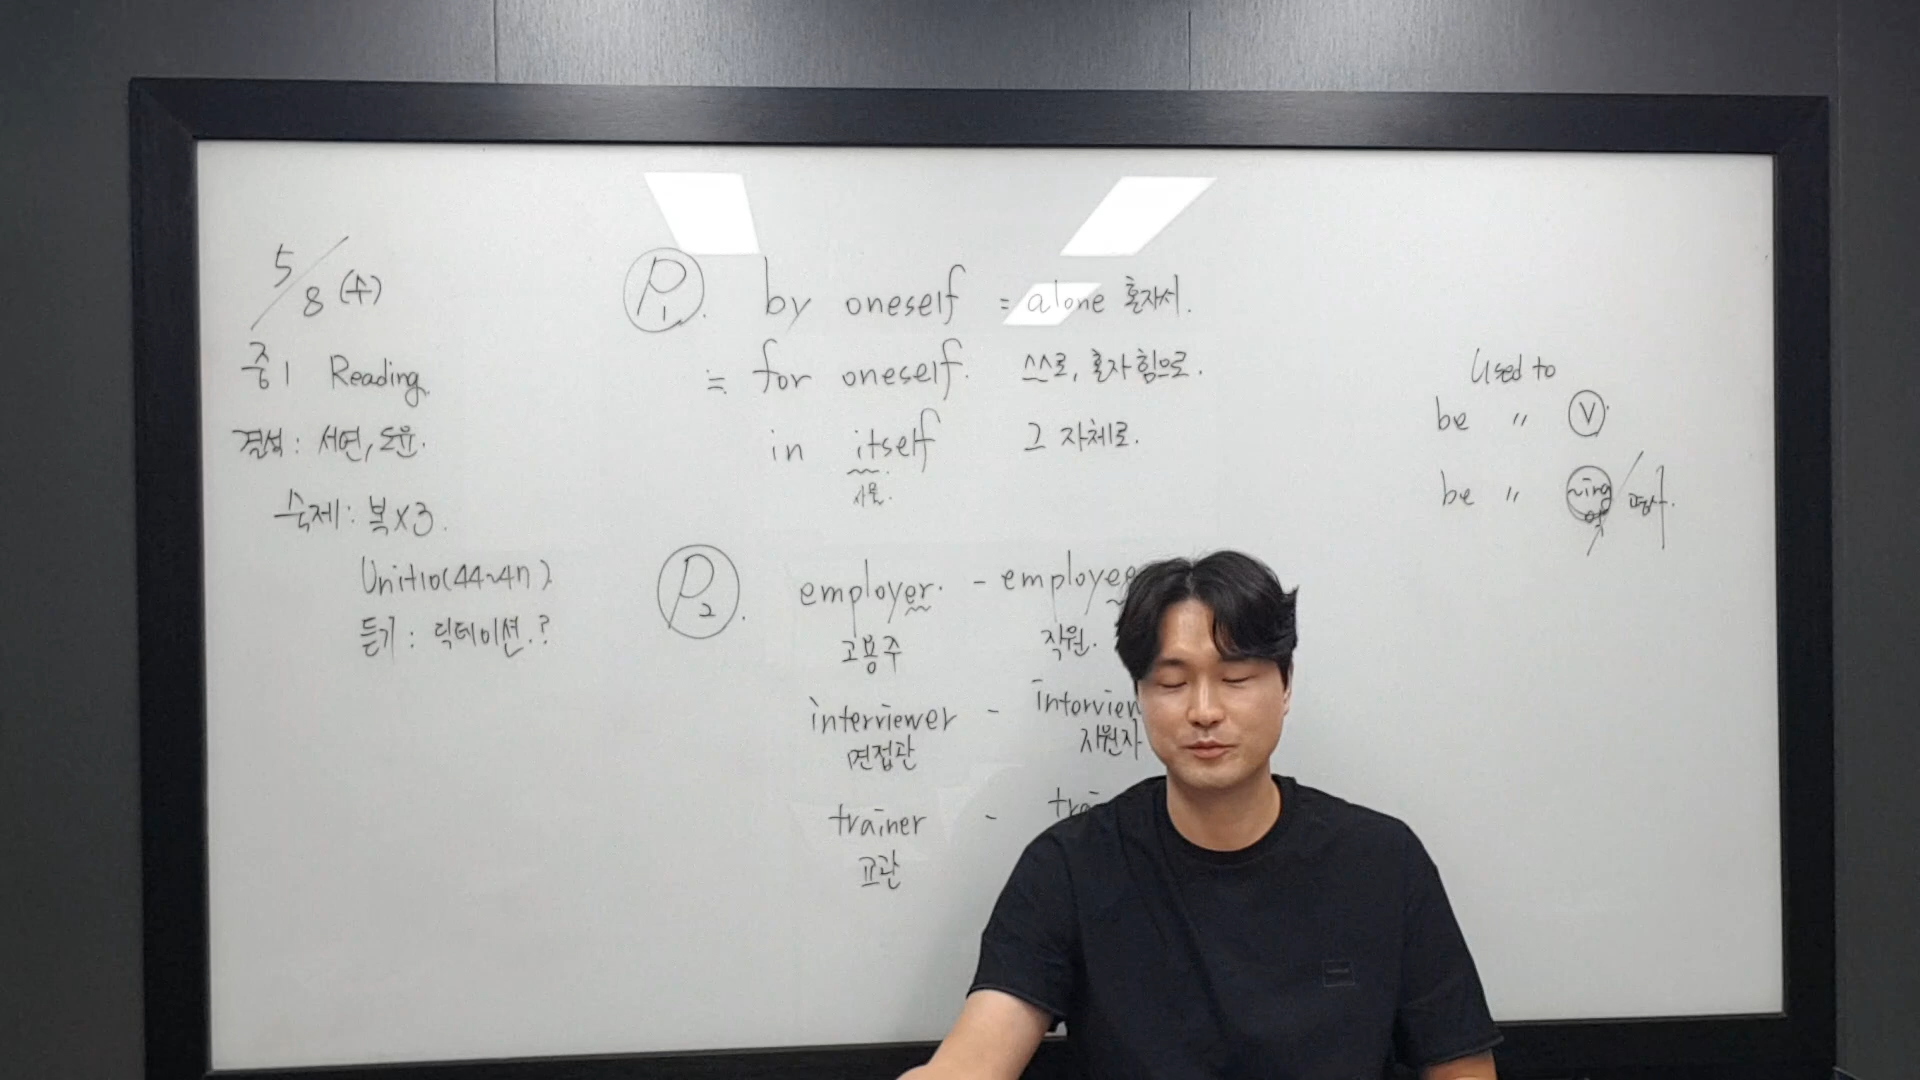 5/8 (수)
중1 Reading
결석: 서연, 도윤.
숙제: 복x3.
Unit10(44~47)
듣기: 딕테이션.?
P1. by oneself = alone 혼자서.
≒ for oneself. 스스로, 혼자 힘으로.
in itself 그 자체로.
사물.
P2. employer. - employee
고용주 직원.
interviewer - intervie
면접관 지원자
trainer - tra
교관
Used to
be 〃 V
be 〃 ~ing / 명사.